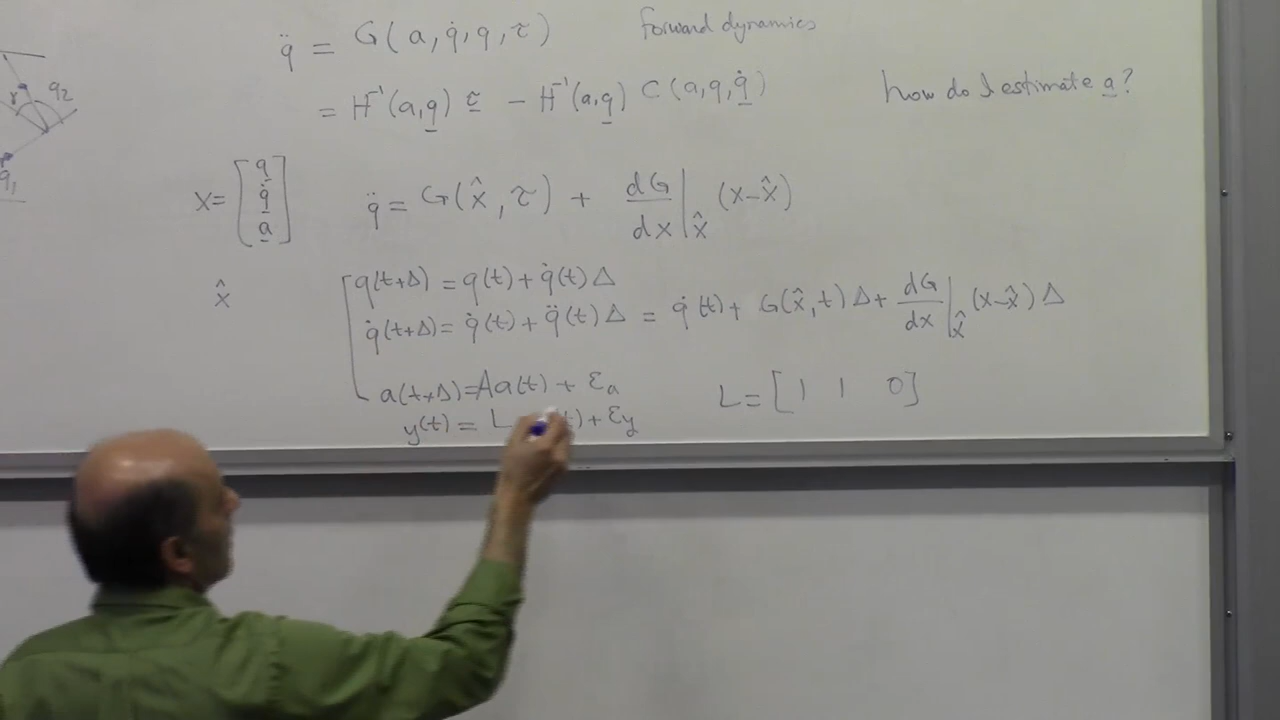 q̈ = G(a,q̇,q,τ) forward dynamics
= H⁻¹(a,q) τ − H⁻¹(a,q) C(a,q,q̇) how do I estimate a?
r q2
q1
x = [q q̇ a] q̈ = G(x̂,τ) + dG/dx|x̂ (x−x̂)
x̂ q(t+Δ) = q(t) + q̇(t)Δ
q̇(t+Δ) = q̇(t) + q̈(t)Δ = q̇(t) + G(x̂,t)Δ + dG/dx|x̂ (x−x̂)Δ
a(t+Δ) = Aa(t) + εa L = [1 1 0]
y(t) = L t) + εy